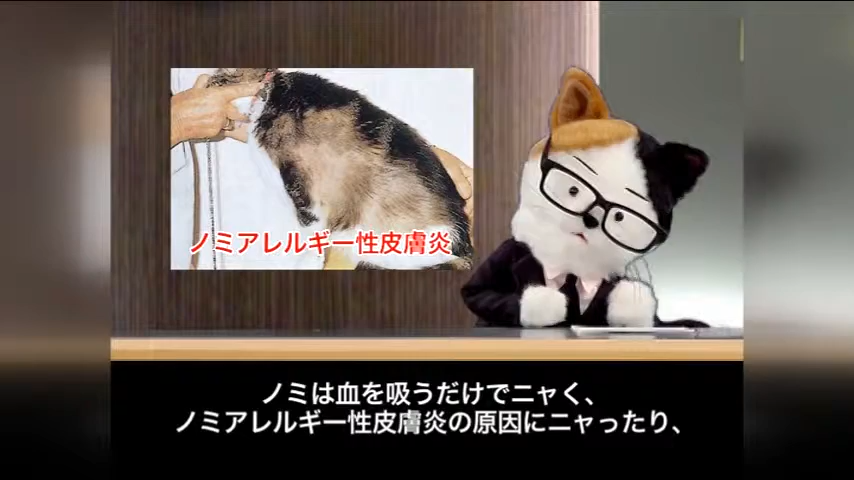 ノミアレルギー性皮膚炎
ノミは血を吸うだけでニャく、
ノミアレルギー性皮膚炎の原因にニャったり、